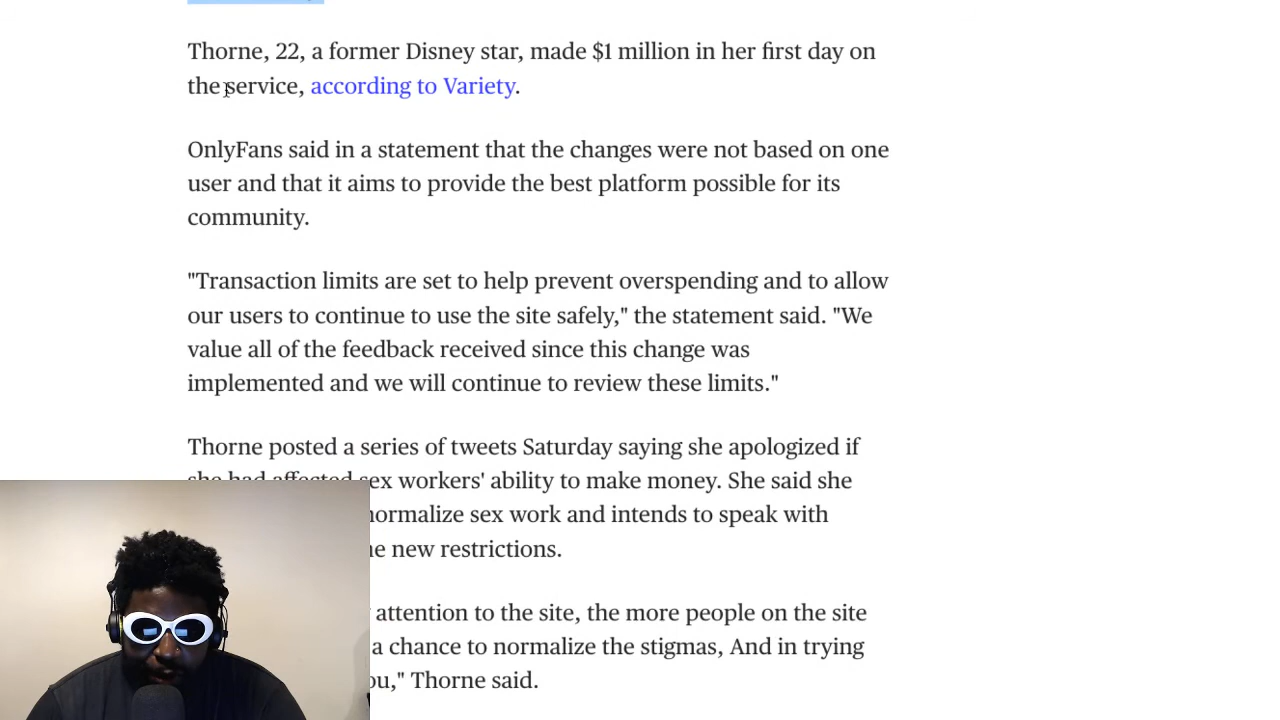 Thorne, 22, a former Disney star, made $1 million in her first day on
the service, according to Variety.
OnlyFans said in a statement that the changes were not based on one
user and that it aims to provide the best platform possible for its
community.
"Transaction limits are set to help prevent overspending and to allow
our users to continue to use the site safely," the statement said. "We
value all of the feedback received since this change was
implemented and we will continue to review these limits."
Thorne posted a series of tweets Saturday saying she apologized if
she had affected sex workers' ability to make money. She said she
normalize sex work and intends to speak with
new restrictions.
attention to the site, the more people on the site
a chance to normalize the stigmas, And in trying
Thorne said.